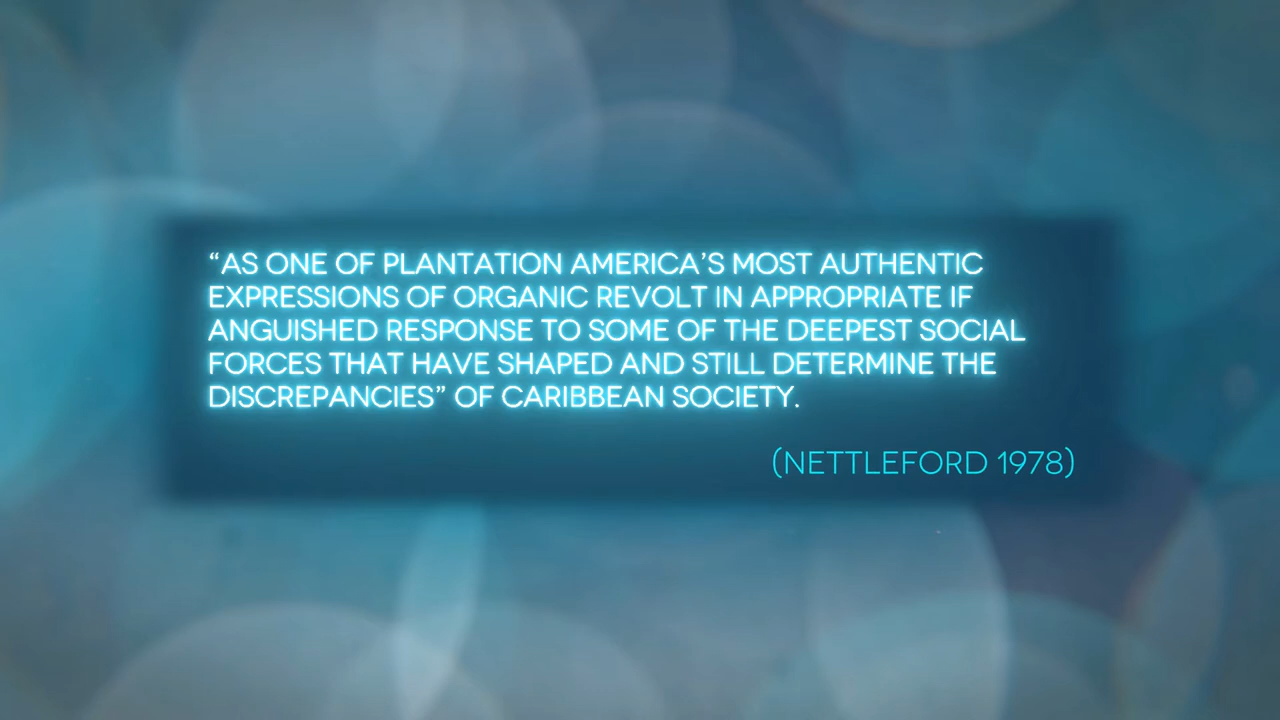 “AS ONE OF PLANTATION AMERICA’S MOST AUTHENTIC
EXPRESSIONS OF ORGANIC REVOLT IN APPROPRIATE IF
ANGUISHED RESPONSE TO SOME OF THE DEEPEST SOCIAL
FORCES THAT HAVE SHAPED AND STILL DETERMINE THE
DISCREPANCIES” OF CARIBBEAN SOCIETY.
(NETTLEFORD 1978)